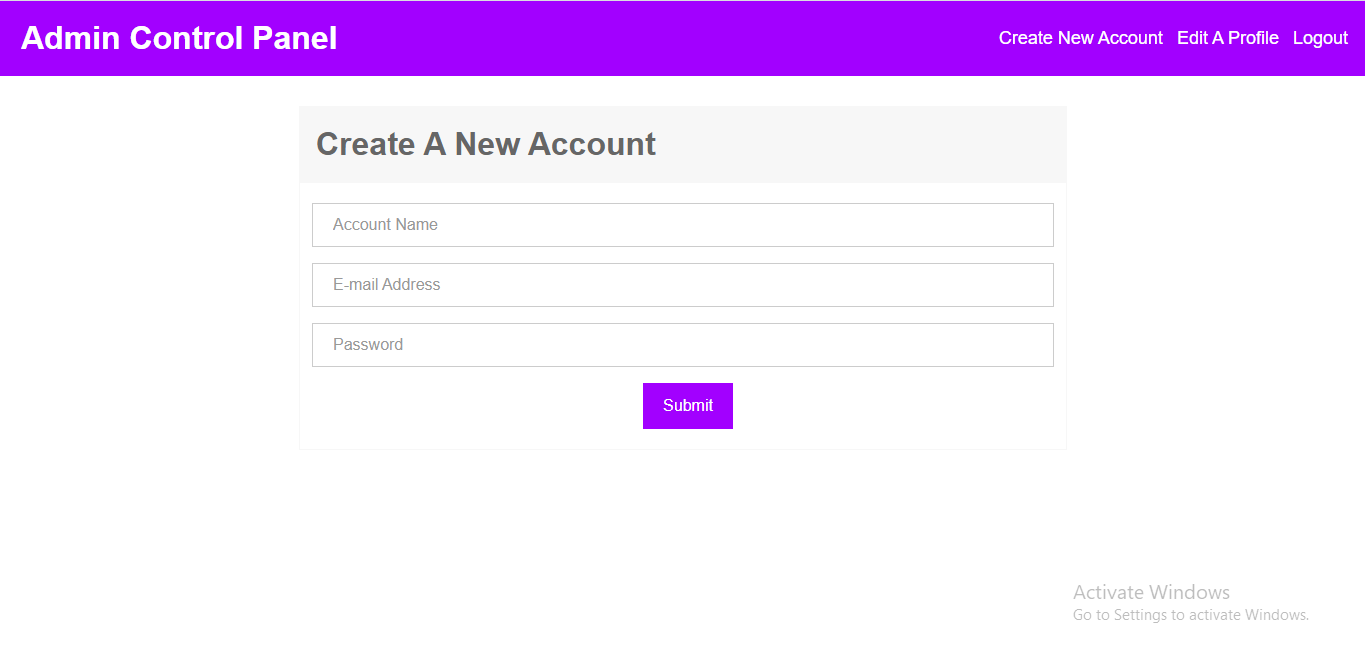 Admin Control Panel
Create New Account Edit A Profile Logout
Create A New Account
Account Name
E-mail Address
Password
Submit
Activate Windows
Go to Settings to activate Windows.